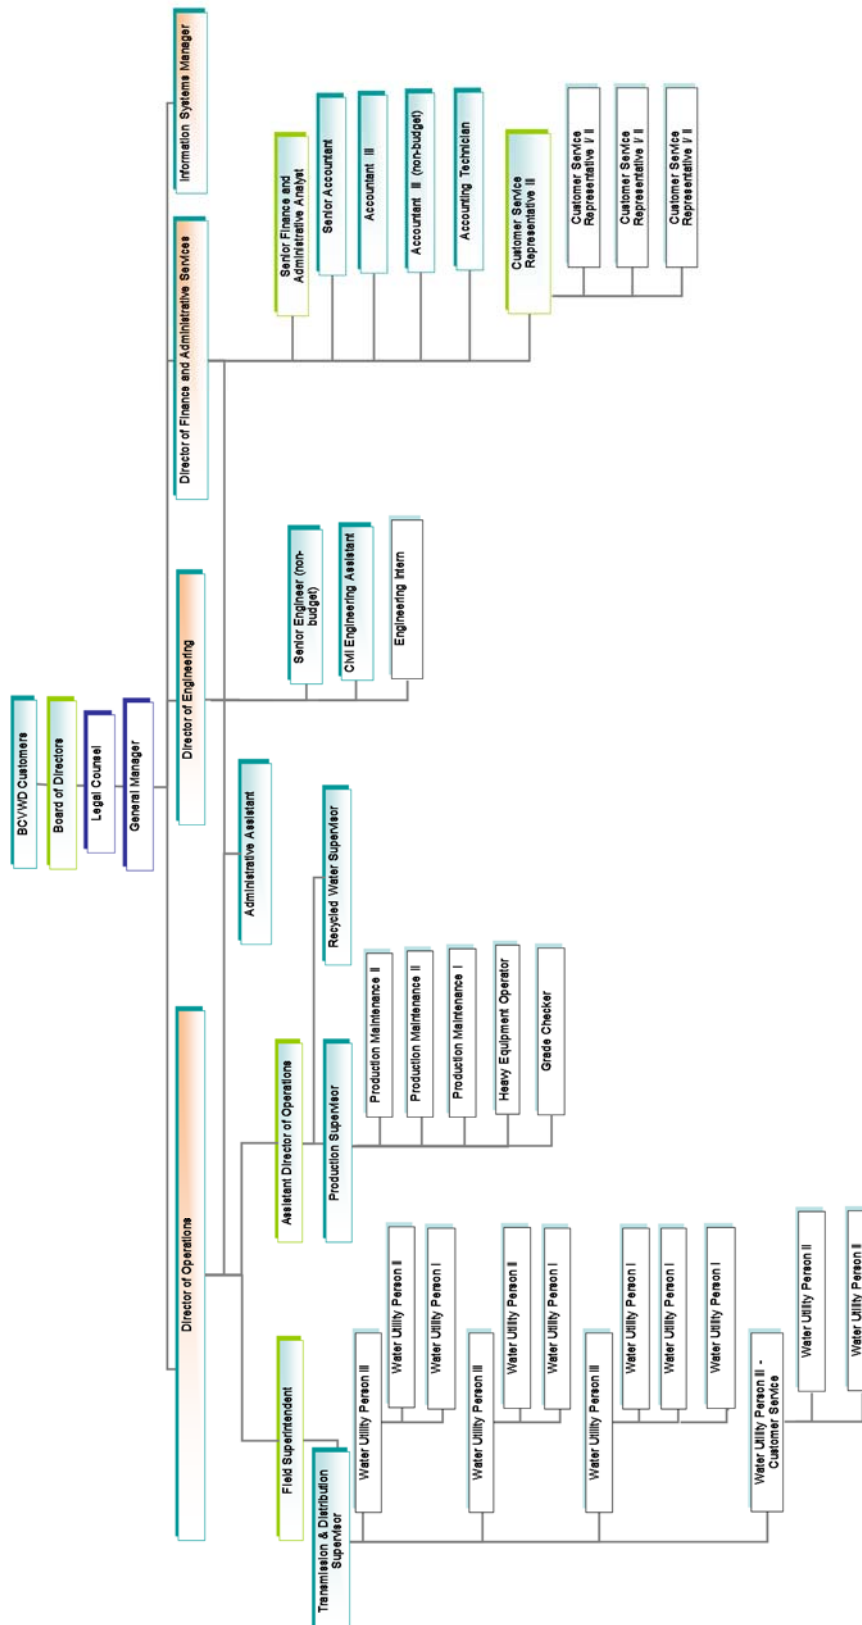 BCVWD Customers
Board of Directors
Legal Counsel
General Manager
Director of Operations
Director of Engineering
Director of Finance and Administrative Services
Information Systems Manager
Administrative Assistant
Field Superintendent
Assistant Director of Operations
Transmission & Distribution
Supervisor
Production Supervisor
Recycled Water Supervisor
Water Utility Person III
Water Utility Person II
Water Utility Person I
Water Utility Person III
Water Utility Person II
Water Utility Person I
Water Utility Person III
Water Utility Person I
Water Utility Person I
Water Utility Person I
Water Utility Person III -
Customer Service
Water Utility Person II
Water Utility Person II
Production Maintenance II
Production Maintenance II
Production Maintenance I
Heavy Equipment Operator
Grade Checker
Senior Engineer (non-
budget)
CMI Engineering Assistant
Engineering Intern
Senior Finance and
Administrative Analyst
Senior Accountant
Accountant III
Accountant III (non-budget)
Accounting Technician
Customer Service
Representative III
Customer Service
Representative I/ II
Customer Service
Representative I/ II
Customer Service
Representative I/ II